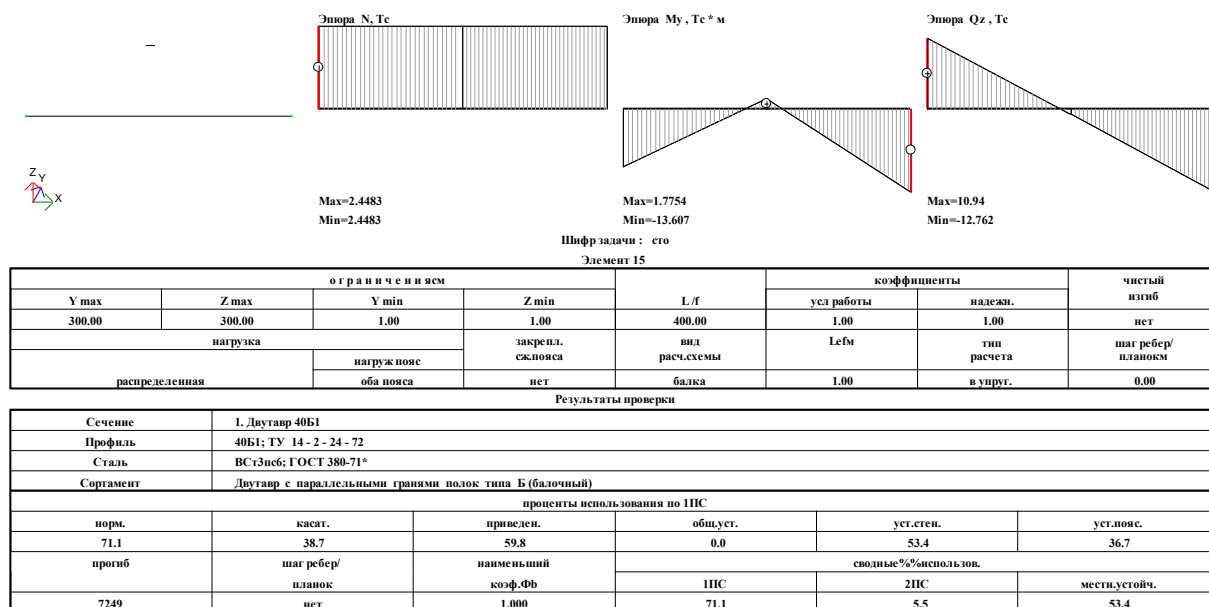 Эпюра N, Тс
Эпюра My , Тс * м
Эпюра Qz , Тс
Z
Y
X
Max=2.4483
Min=2.4483
Max=1.7754
Min=-13.607
Max=10.94
Min=-12.762
Шифр задачи : сто
Элемент 15
о г р а н и ч е н и ясм
коэффициенты
чистый изгиб
Y max Z max Y min Z min L /f усл работы надежн.
300.00 300.00 1.00 1.00 400.00 1.00 1.00 нет
нагрузка
закрепл. сж.пояса
вид расч.схемы
Lefм
тип расчета
шаг ребер/ планокм
нагруж пояс
распределенная оба пояса нет балка 1.00 в упруг. 0.00
Результаты проверки
Сечение 1. Двутавр 40Б1
Профиль 40Б1; ТУ 14 - 2 - 24 - 72
Сталь ВСт3пс6; ГОСТ 380-71*
Сортамент Двутавр с параллельными гранями полок типа Б (балочный)
проценты использования по 1ПС
норм. касат. приведен. общ.уст. уст.стен. уст.пояс.
71.1 38.7 59.8 0.0 53.4 36.7
прогиб
шаг ребер/ планок
наименьший коэф.Фb
сводные%%использов.
1ПС 2ПС местн.устойч.
7249 нет 1.000 71.1 5.5 53.4